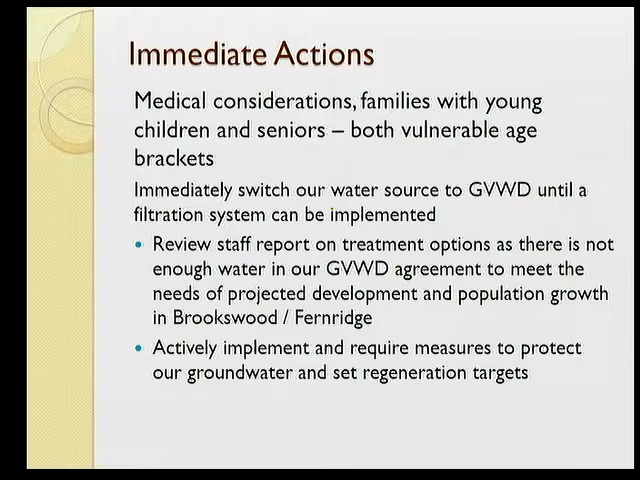 Immediate Actions
Medical considerations, families with young
children and seniors – both vulnerable age
brackets
Immediately switch our water source to GVWD until a
filtration system can be implemented
• Review staff report on treatment options as there is not
enough water in our GVWD agreement to meet the
needs of projected development and population growth
in Brookswood / Fernridge
• Actively implement and require measures to protect
our groundwater and set regeneration targets